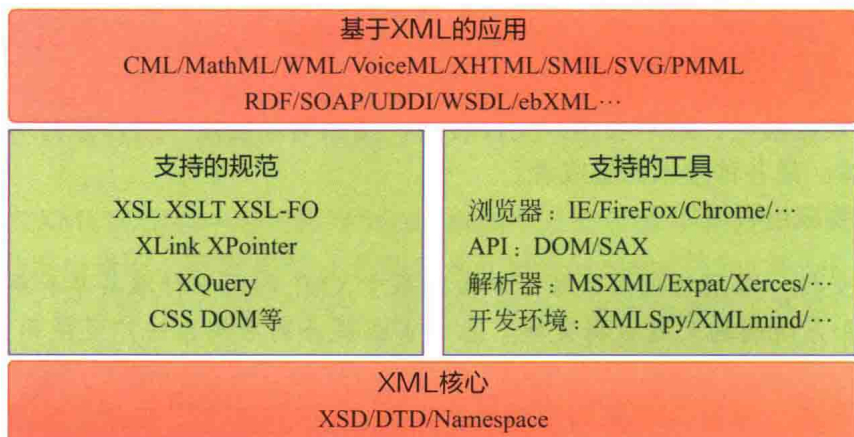 基于XML的应用
CML/MathML/WML/VoiceML/XHTML/SMIL/SVG/PMML
RDF/SOAP/UDDI/WSDL/ebXML…
支持的规范
XSL XSLT XSL-FO
XLink XPointer
XQuery
CSS DOM等
支持的工具
浏览器：IE/FireFox/Chrome/…
API：DOM/SAX
解析器：MSXML/Expat/Xerces/…
开发环境：XMLSpy/XMLmind/…
XML核心
XSD/DTD/Namespace